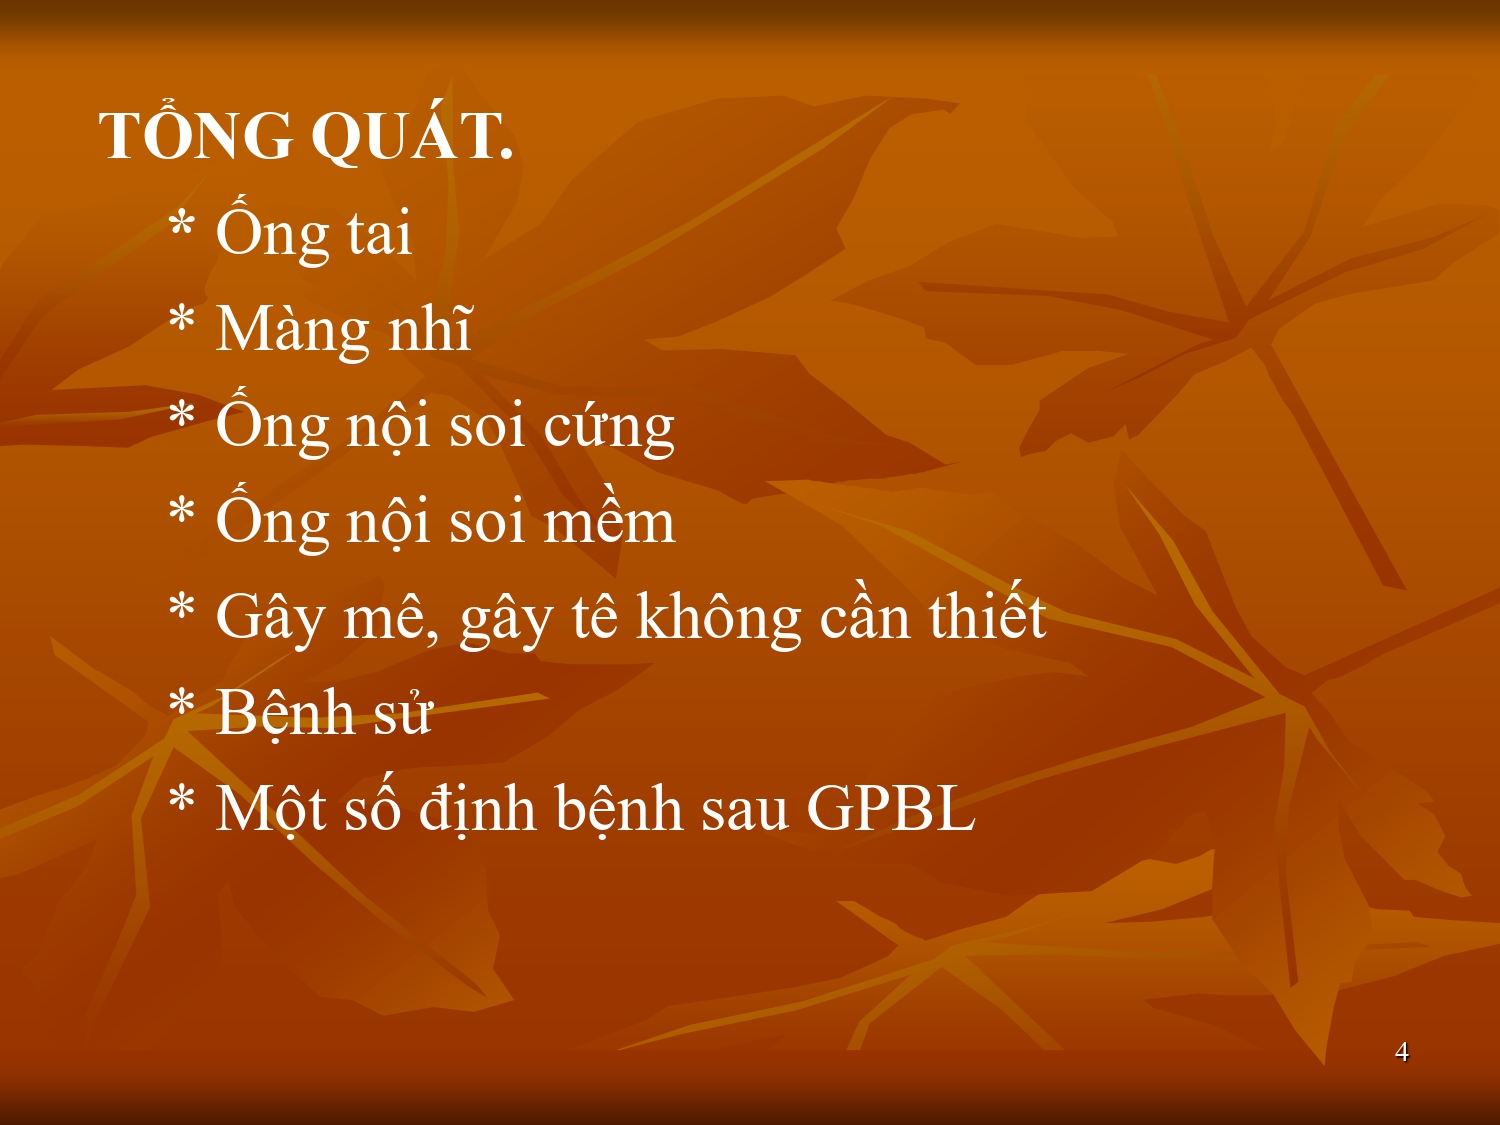 TỔNG QUÁT.
* Ống tai
* Màng nhĩ
* Ống nội soi cứng
* Ống nội soi mềm
* Gây mê, gây tê không cần thiết
* Bệnh sử
* Một số định bệnh sau GPBL
4